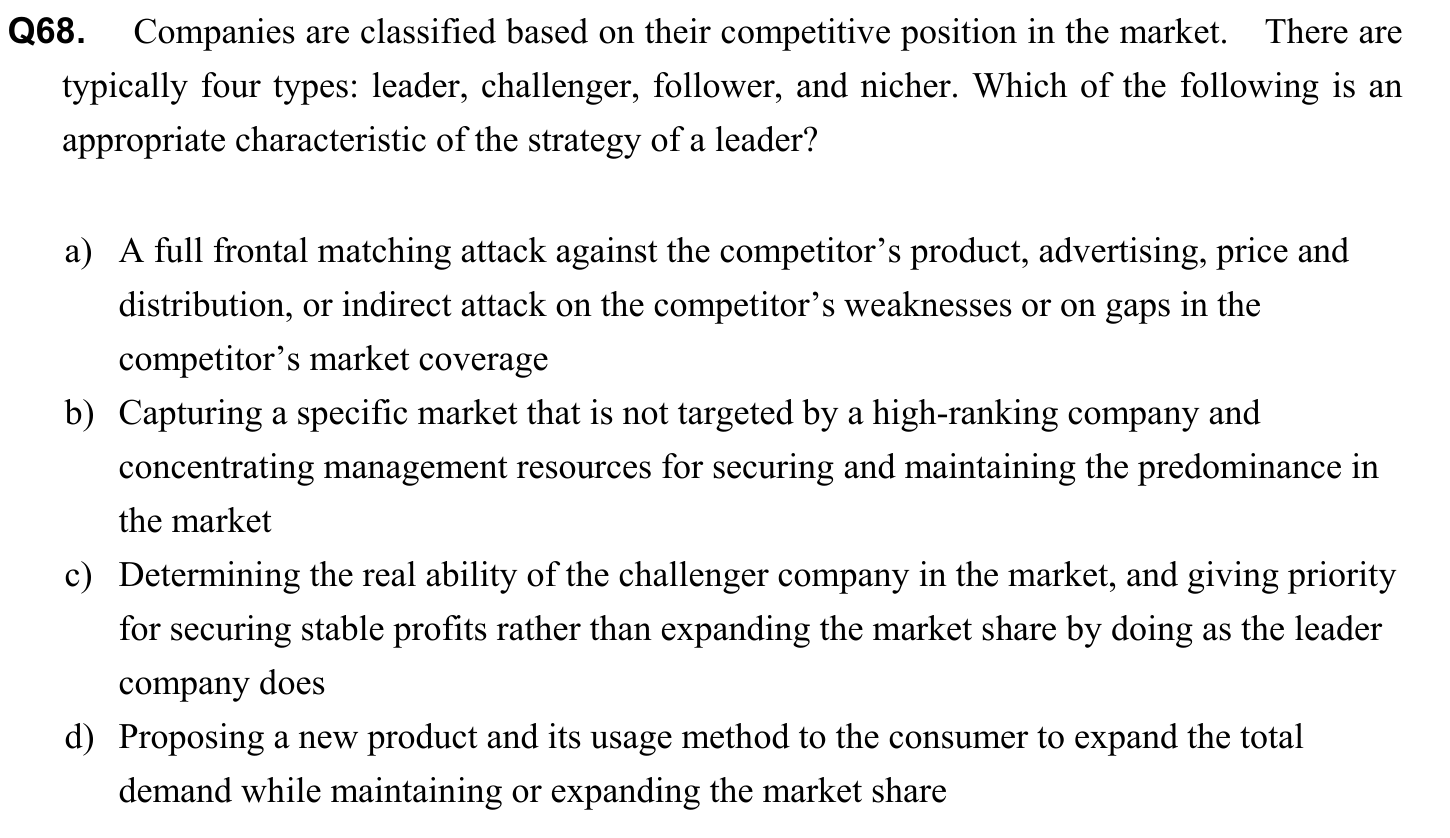 Q68. Companies are classified based on their competitive position in the market. There are
typically four types: leader, challenger, follower, and nicher. Which of the following is an
appropriate characteristic of the strategy of a leader?
a) A full frontal matching attack against the competitor’s product, advertising, price and
distribution, or indirect attack on the competitor’s weaknesses or on gaps in the
competitor’s market coverage
b) Capturing a specific market that is not targeted by a high-ranking company and
concentrating management resources for securing and maintaining the predominance in
the market
c) Determining the real ability of the challenger company in the market, and giving priority
for securing stable profits rather than expanding the market share by doing as the leader
company does
d) Proposing a new product and its usage method to the consumer to expand the total
demand while maintaining or expanding the market share